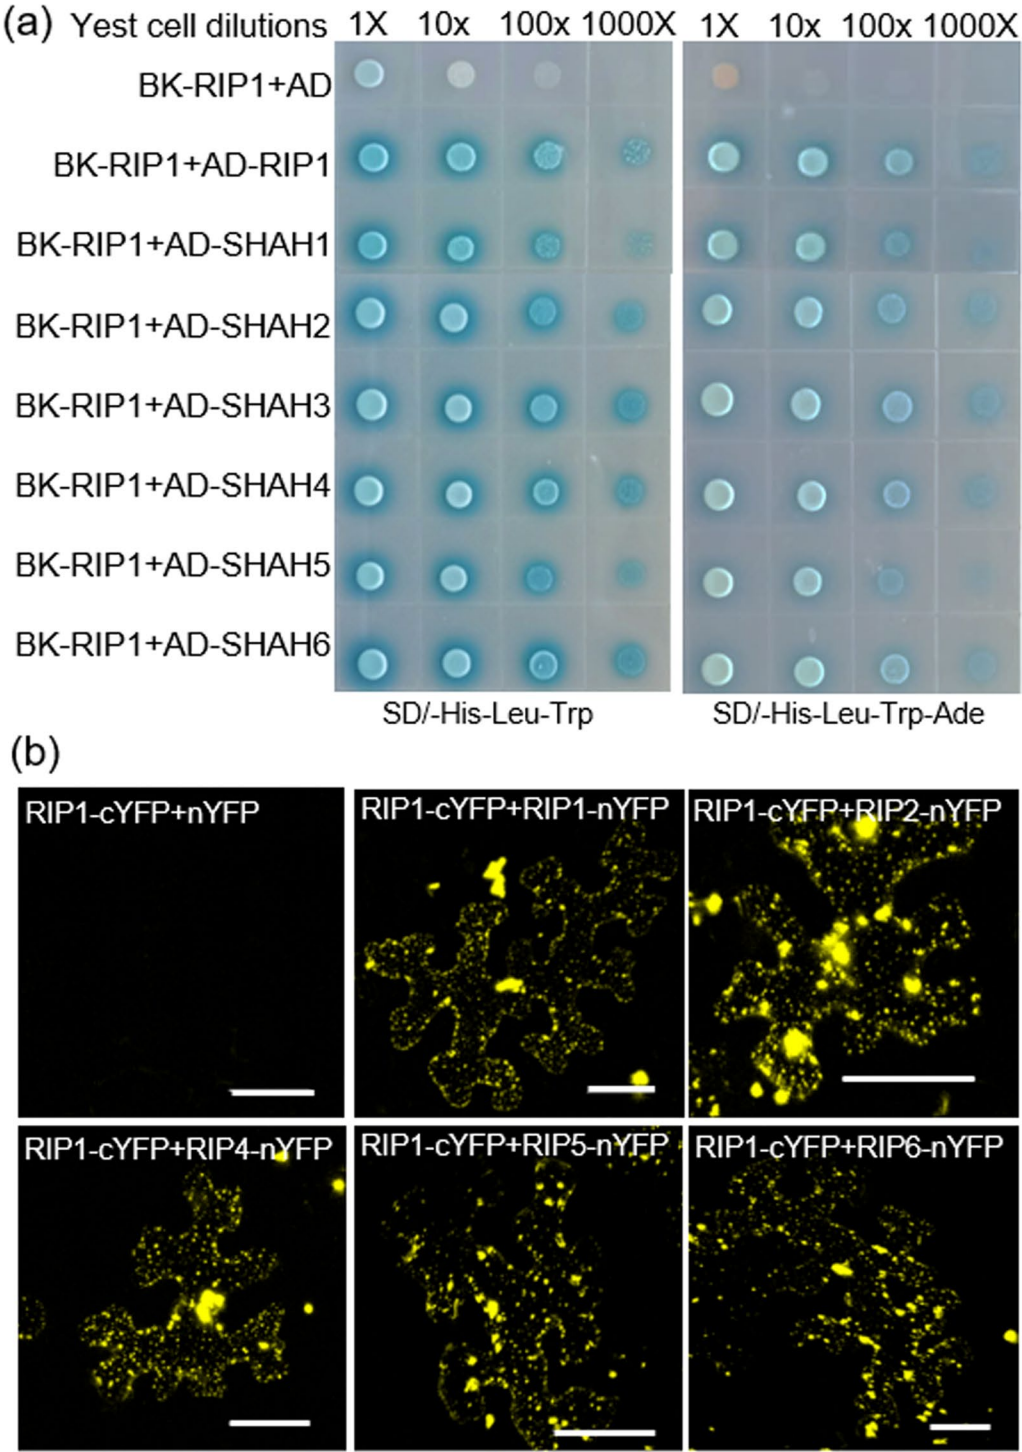 (a) Yest cell dilutions 1X 10x 100x 1000X 1X 10x 100x 1000X
BK-RIP1+AD
BK-RIP1+AD-RIP1
BK-RIP1+AD-SHAH1
BK-RIP1+AD-SHAH2
BK-RIP1+AD-SHAH3
BK-RIP1+AD-SHAH4
BK-RIP1+AD-SHAH5
BK-RIP1+AD-SHAH6
SD/-His-Leu-Trp SD/-His-Leu-Trp-Ade
(b)
RIP1-cYFP+nYFP RIP1-cYFP+RIP1-nYFP RIP1-cYFP+RIP2-nYFP
RIP1-cYFP+RIP4-nYFP RIP1-cYFP+RIP5-nYFP RIP1-cYFP+RIP6-nYFP